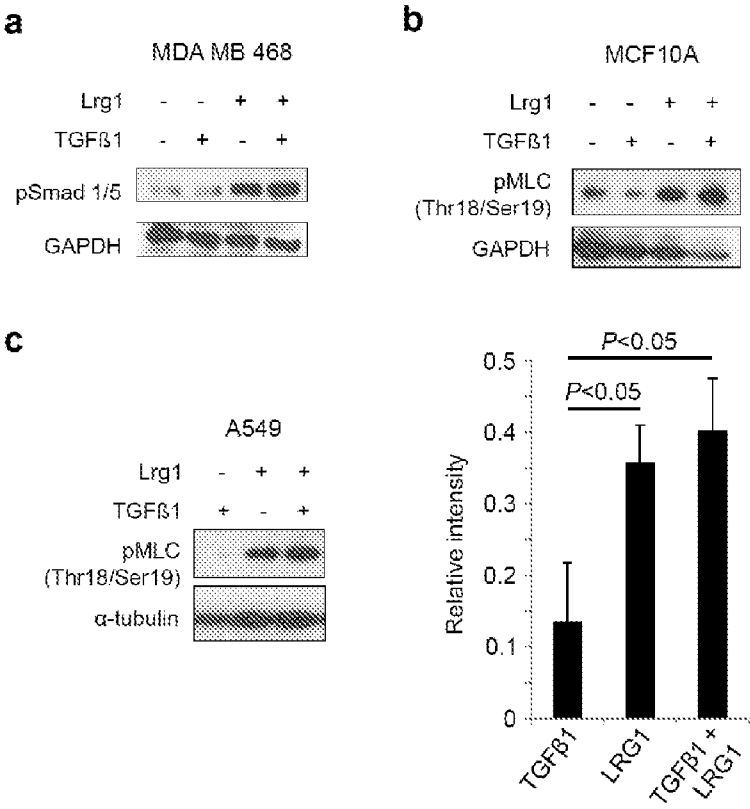 a
MDA MB 468
Lrg1 - - + +
TGFß1 - + - +
pSmad 1/5
GAPDH
b
MCF10A
Lrg1 - - + +
TGFß1 - + - +
pMLC
(Thr18/Ser19)
GAPDH
c
A549
Lrg1 - + +
TGFß1 + - +
pMLC
(Thr18/Ser19)
α-tubulin
P<0.05
P<0.05
Relative intensity
0.5
0.4
0.3
0.2
0.1
0
TGFβ1
LRG1
TGFβ1 +
LRG1